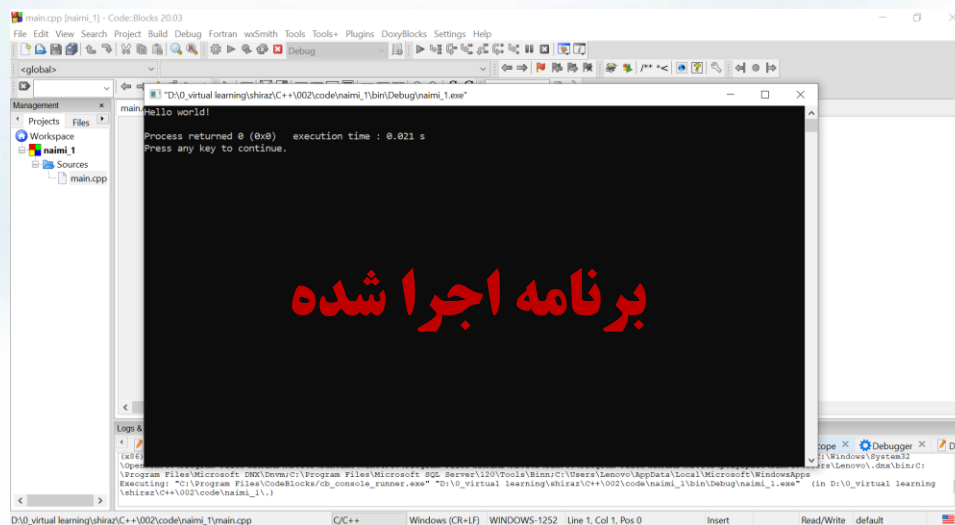 main.cpp [naimi_1] - Code::Blocks 20.03
File Edit View Search Project Build Debug Fortran wxSmith Tools Tools+ Plugins DoxyBlocks Settings Help
Debug
<global>
/** *<
Management
Projects Files
Workspace
naimi_1
Sources
main.cpp
"D:\0_virtual learning\shiraz\C++\002\code\naimi_1\bin\Debug\naimi_1.exe"
Hello world!
Process returned 0 (0x0) execution time : 0.021 s
Press any key to continue.
برنامه اجرا شده
Logs &
Debugger
(x86)
C:\Windows\System32
\Program Files\Microsoft DNX\Dnvm;C:\Program Files\Microsoft SQL Server\120\Tools\Binn;C:\Users\Lenovo\AppData\Local\Microsoft\WindowsApps
Executing: "C:\Program Files\CodeBlocks/cb_console_runner.exe" "D:\0_virtual learning\shiraz\C++\002\code\naimi_1\bin\Debug\naimi_1.exe" (in D:\0_virtual learning
\shiraz\C++\002\code\naimi_1\.)
D:\0_virtual learning\shiraz\C++\002\code\naimi_1\main.cpp C/C++ Windows (CR+LF) WINDOWS-1252 Line 1, Col 1, Pos 0 Insert Read/Write default